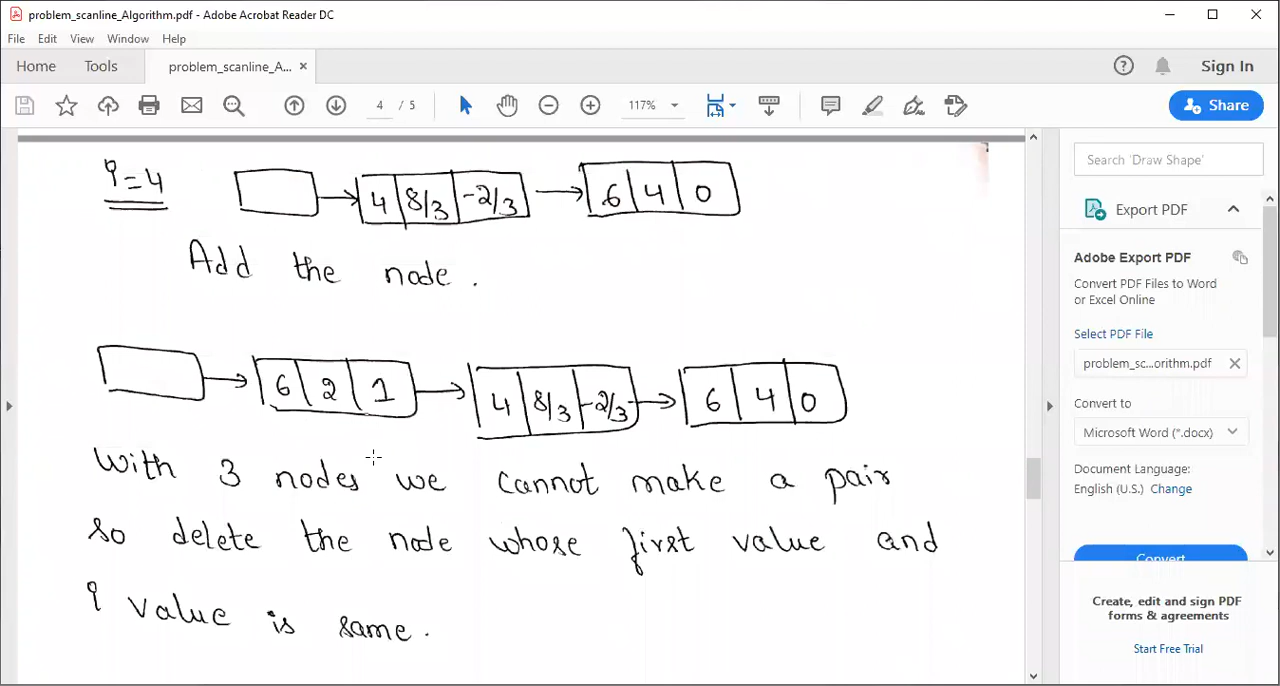 problem_scanline_Algorithm.pdf - Adobe Acrobat Reader DC
File Edit View Window Help
Home Tools problem_scanline_A... × Sign In
4 / 5 117% Share
i=4 4 8/3 -2/3 6 4 0
Add the node.
6 2 1 4 8/3 -2/3 6 4 0
With 3 nodes we cannot make a pair
so delete the node whose first value and
i value is same.
Search 'Draw Shape'
Export PDF
Adobe Export PDF
Convert PDF Files to Word
or Excel Online
Select PDF File
problem_sc...orithm.pdf
Convert to
Microsoft Word (*.docx)
Document Language:
English (U.S.) Change
Convert
Create, edit and sign PDF
forms & agreements
Start Free Trial